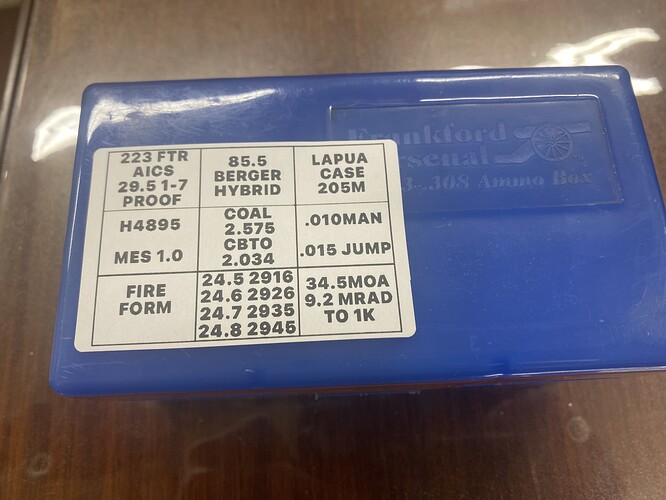 Frankford
Arsenal
.308 Ammo Box
223 FTR
AICS
29.5 1-7
PROOF
85.5
BERGER
HYBRID
LAPUA
CASE
205M
H4895
MES 1.0
COAL
2.575
CBTO
2.034
.010MAN
.015 JUMP
FIRE
FORM
24.5 2916
24.6 2926
24.7 2935
24.8 2945
34.5MOA
9.2 MRAD
TO 1K